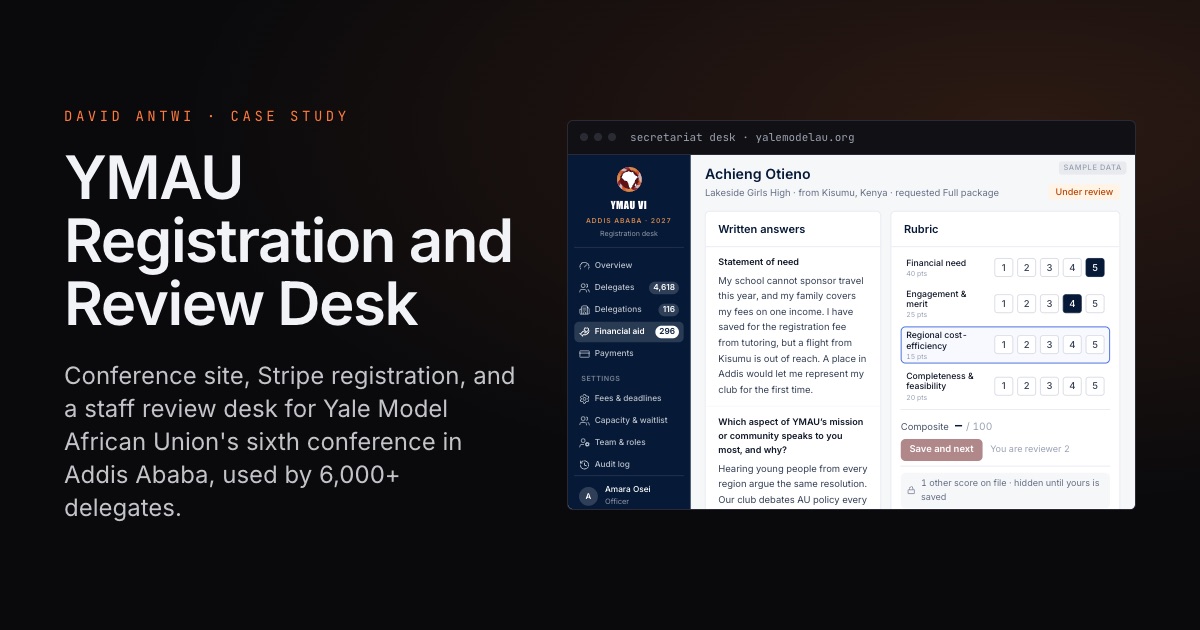 DAVID ANTWI · CASE STUDY
YMAU
Registration and
Review Desk
Conference site, Stripe registration, and
a staff review desk for Yale Model
African Union's sixth conference in
Addis Ababa, used by 6,000+
delegates.
secretariat desk · yalemodelau.org
YMAU VI
ADDIS ABABA · 2027
Registration desk
Overview
Delegates 4,618
Delegations 116
Financial aid 296
Payments
SETTINGS
Fees & deadlines
Capacity & waitlist
Team & roles
Audit log
A
Amara Osei
Officer
SAMPLE DATA
Achieng Otieno
Lakeside Girls High · from Kisumu, Kenya · requested Full package
Under review
Written answers
Statement of need
My school cannot sponsor travel
this year, and my family covers
my fees on one income. I have
saved for the registration fee
from tutoring, but a flight from
Kisumu is out of reach. A place in
Addis would let me represent my
club for the first time.
Which aspect of YMAU's mission
or community speaks to you
most, and why?
Hearing young people from every
region argue the same resolution.
Our club debates AU policy every
Rubric
Financial need
40 pts
1 2 3 4 5
Engagement &
merit
25 pts
1 2 3 4 5
Regional cost-
efficiency
15 pts
1 2 3 4 5
Completeness &
feasibility
20 pts
1 2 3 4 5
Composite – / 100
Save and next
You are reviewer 2
1 other score on file · hidden until yours is
saved